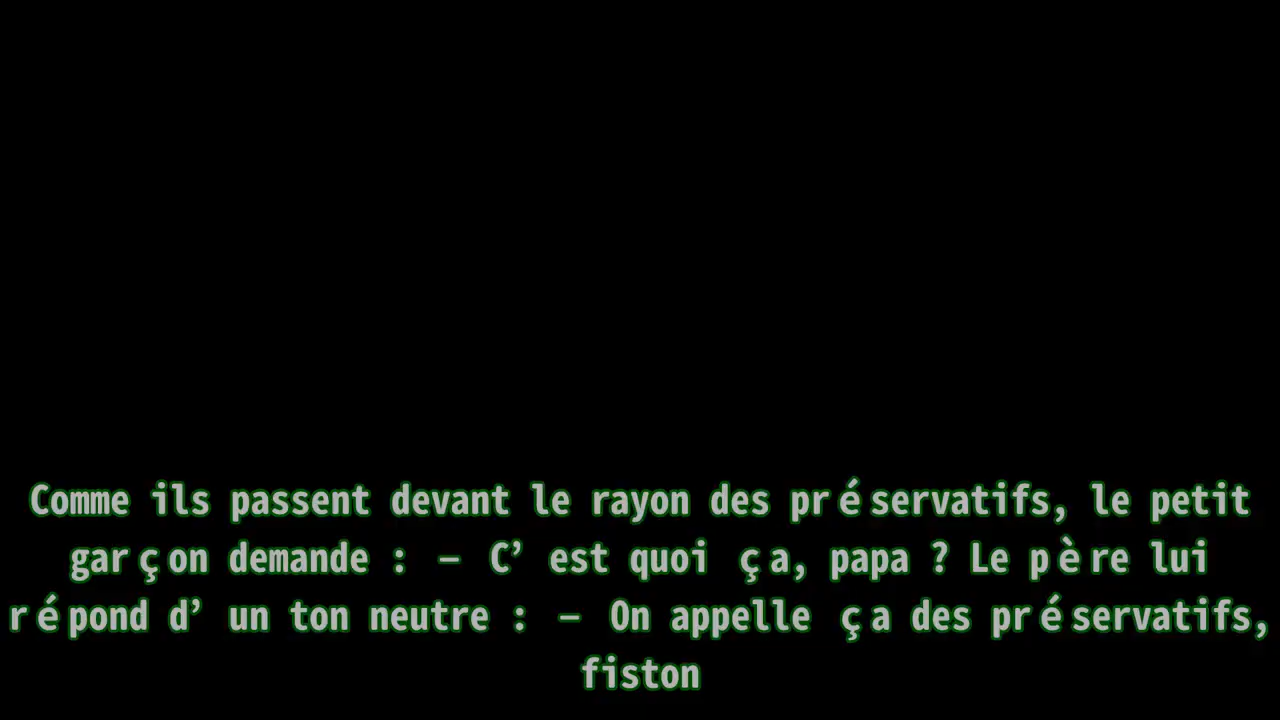 Comme ils passent devant le rayon des préservatifs, le petit
garçon demande : – C’ est quoi ça, papa ? Le père lui
répond d’ un ton neutre : – On appelle ça des préservatifs,
fiston